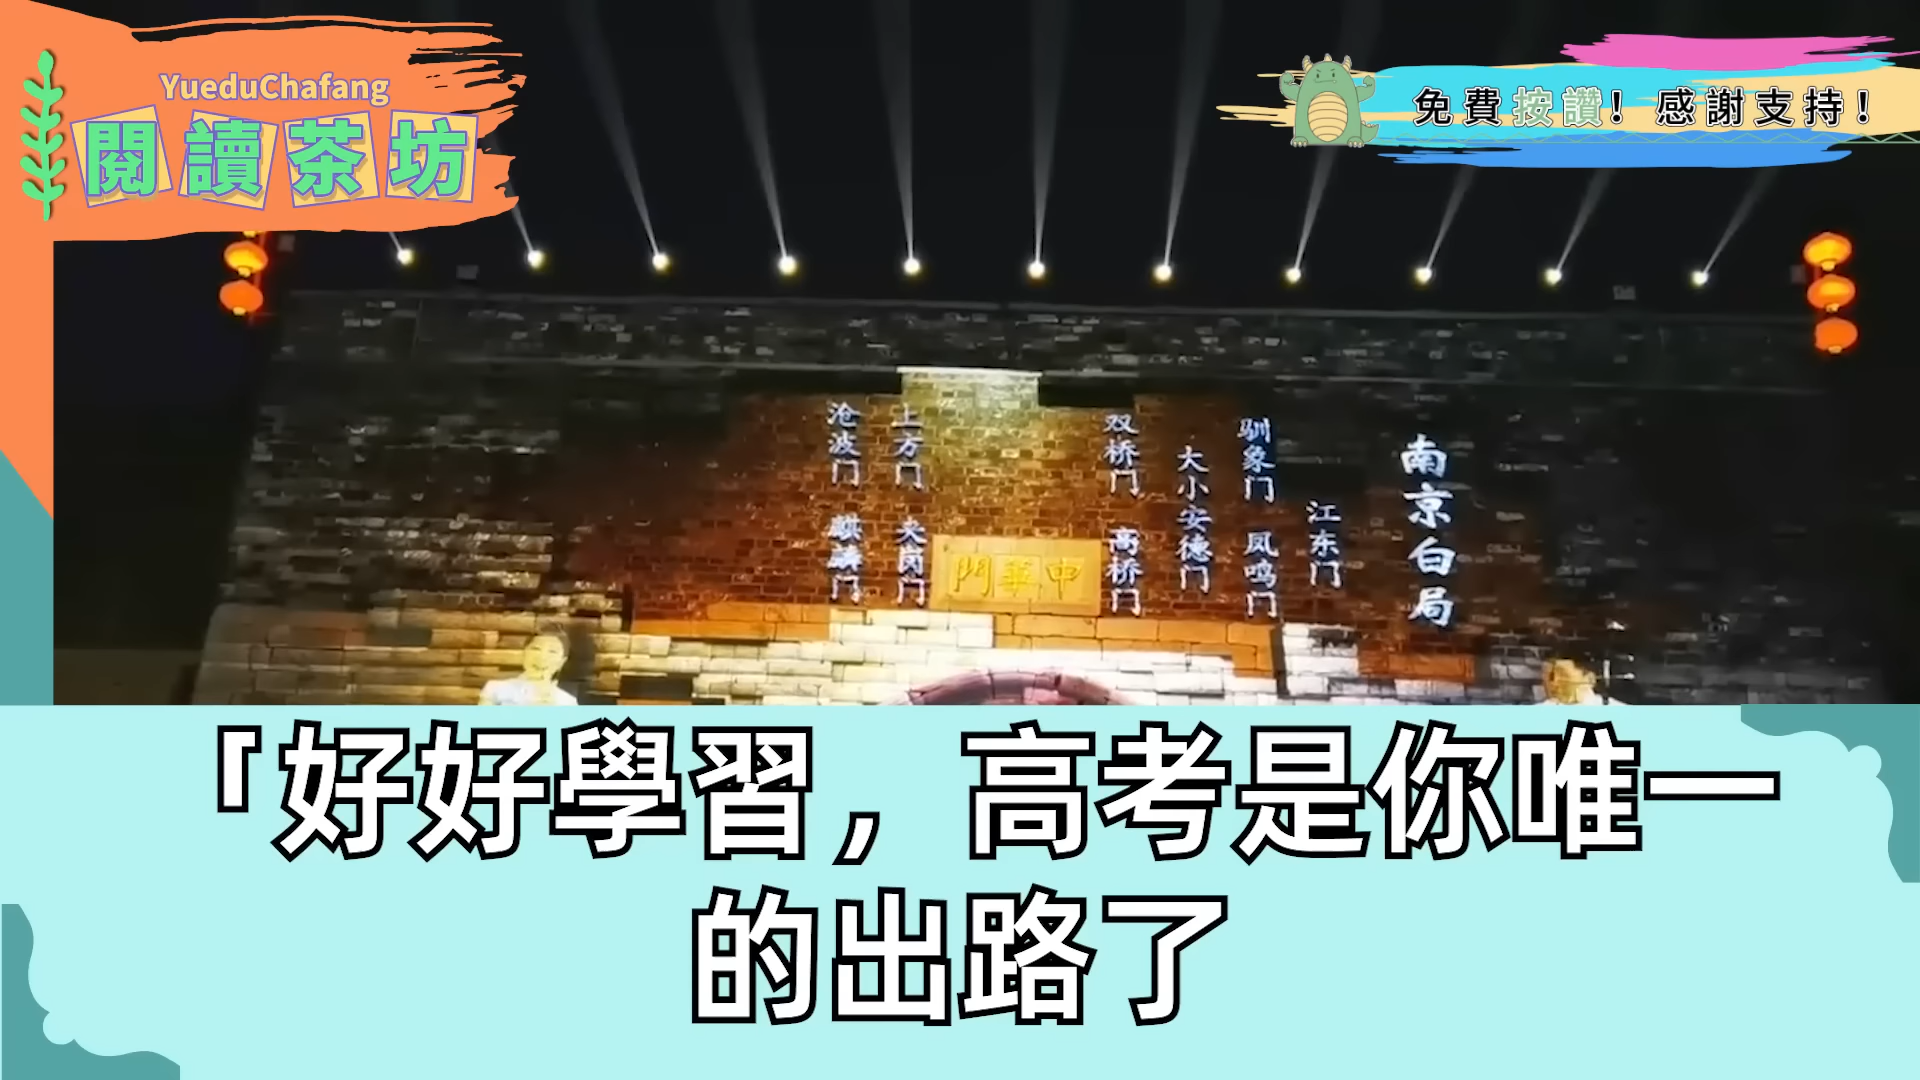 YueduChafang
閱讀茶坊
免費按讚！感謝支持！
南京白局
江东门
驯象门 凤鸣门
大小安德门
双桥门 高桥门
中華門
上方门 夹岗门
沧波门 麒麟门
「好好學習，高考是你唯一
的出路了